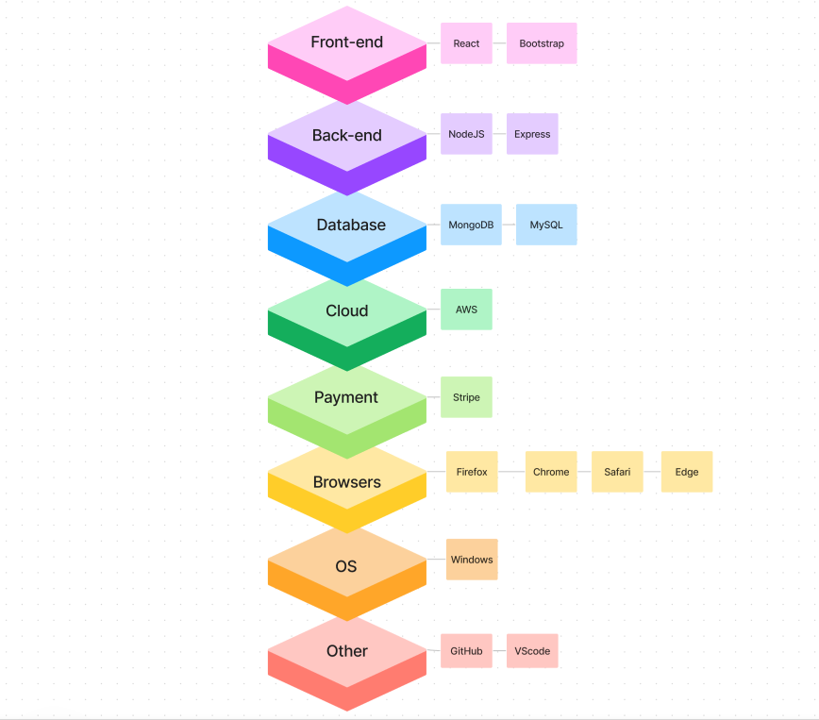 Front-end
React
Bootstrap
Back-end
NodeJS
Express
Database
MongoDB
MySQL
Cloud
AWS
Payment
Stripe
Browsers
Firefox
Chrome
Safari
Edge
OS
Windows
Other
GitHub
VScode